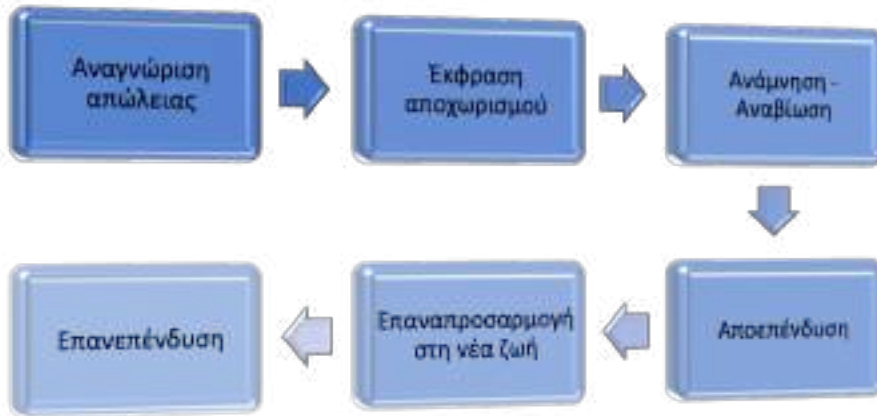 Αναγνώριση
απώλειας
Έκφραση
αποχωρισμού
Ανάμνηση -
Αναβίωση
Αποεπένδυση
Επαναπροσαρμογή
στη νέα ζωή
Επανεπένδυση